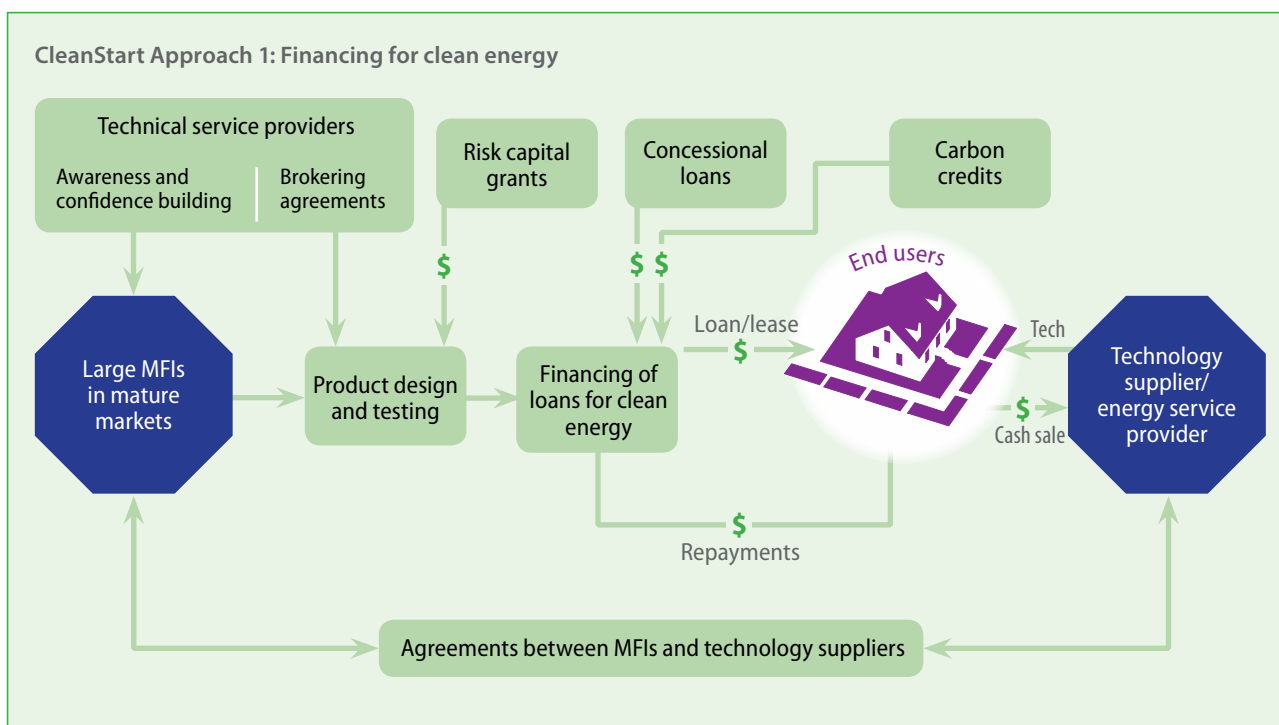 CleanStart Approach 1: Financing for clean energy
Technical service providers
Awareness and
confidence building
Brokering
agreements
Risk capital
grants
Concessional
loans
Carbon
credits
$
$ $
End users
Large MFIs
in mature
markets
Product design
and testing
Financing of
loans for clean
energy
Loan/lease
$
Tech
$
Cash sale
Technology
supplier/
energy service
provider
$
Repayments
Agreements between MFIs and technology suppliers